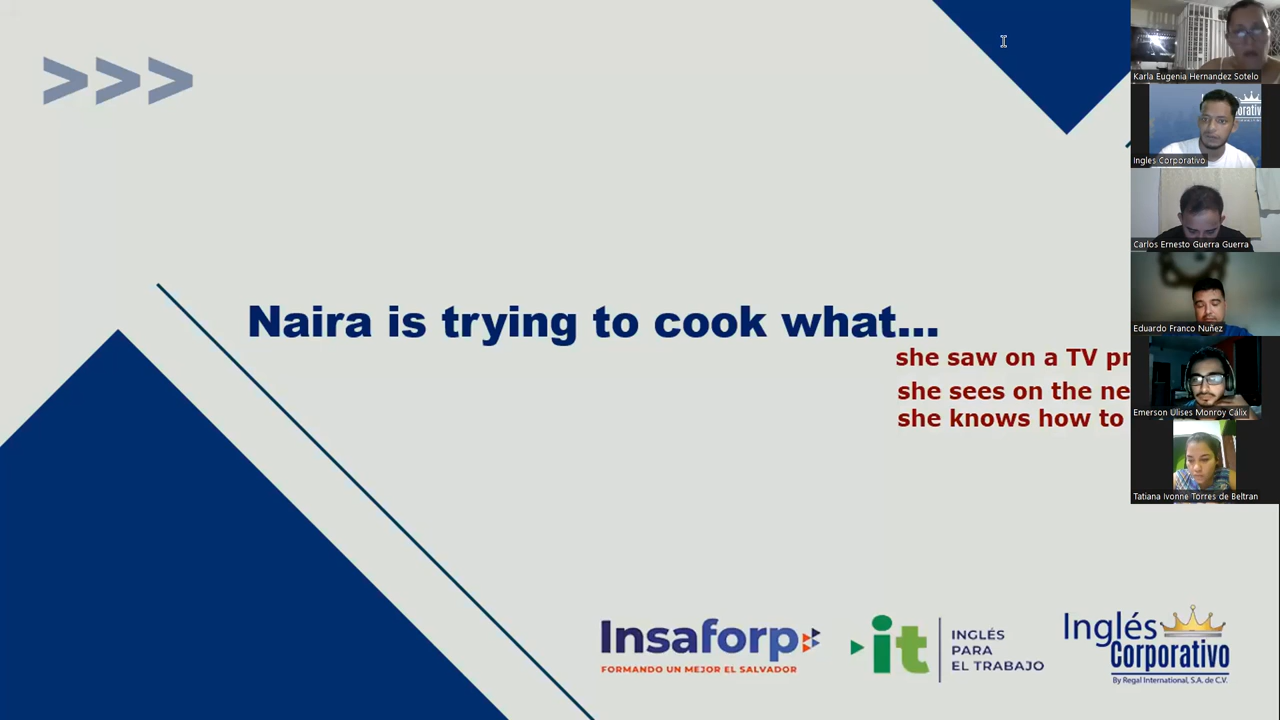 >>>
Naira is trying to cook what...
she saw on a TV
she sees on the
she knows how to
Karla Eugenia Hernandez Sotelo
Ingles Corporativo
Carlos Ernesto Guerra Guerra
Eduardo Franco Nuñez
Emerson Ulises Monroy Cálix
Tatiana Ivonne Torres de Beltran
Insaforp
FORMANDO UN MEJOR EL SALVADOR
it
INGLÉS
PARA
EL TRABAJO
Inglés
Corporativo
By Regal International, S.A. de C.V.